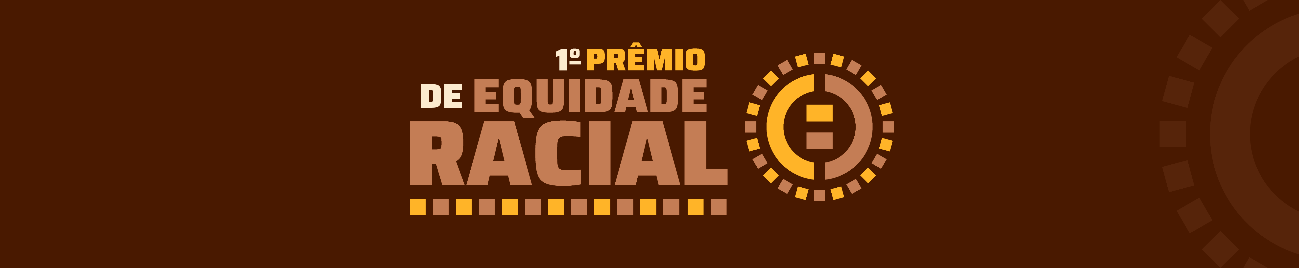 1º PRÊMIO
DE EQUIDADE
RACIAL